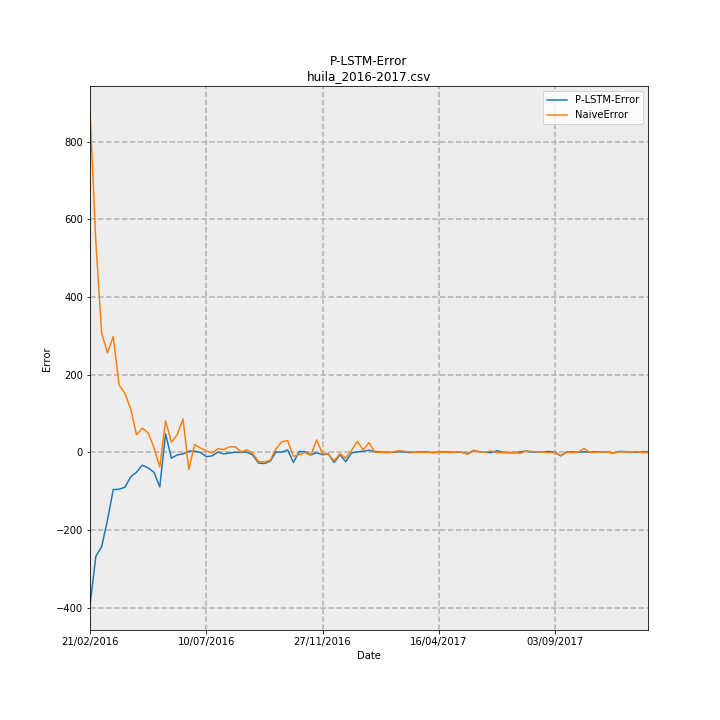 P-LSTM-Error
huila_2016-2017.csv
P-LSTM-Error
NaiveError
800
600
400
200
0
−200
−400
Error
21/02/2016
10/07/2016
27/11/2016
16/04/2017
03/09/2017
Date